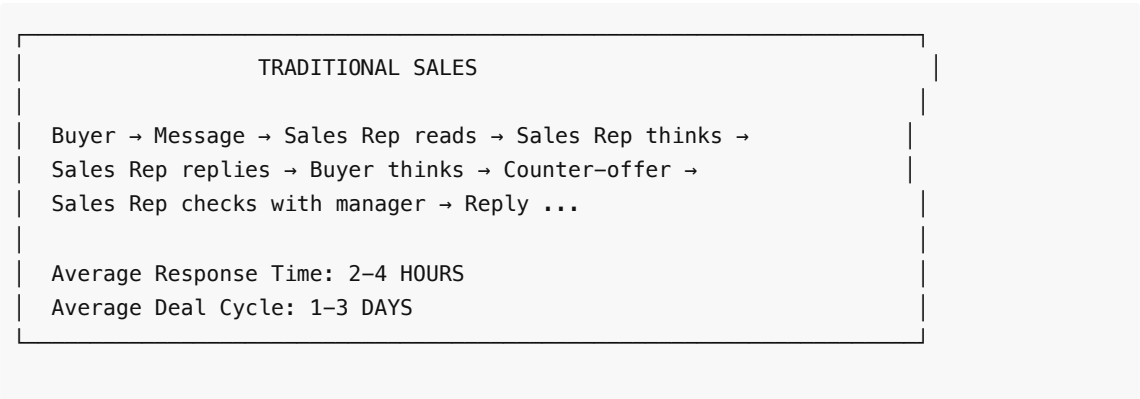 TRADITIONAL SALES
Buyer → Message → Sales Rep reads → Sales Rep thinks →
Sales Rep replies → Buyer thinks → Counter-offer →
Sales Rep checks with manager → Reply ...
Average Response Time: 2-4 HOURS
Average Deal Cycle: 1-3 DAYS